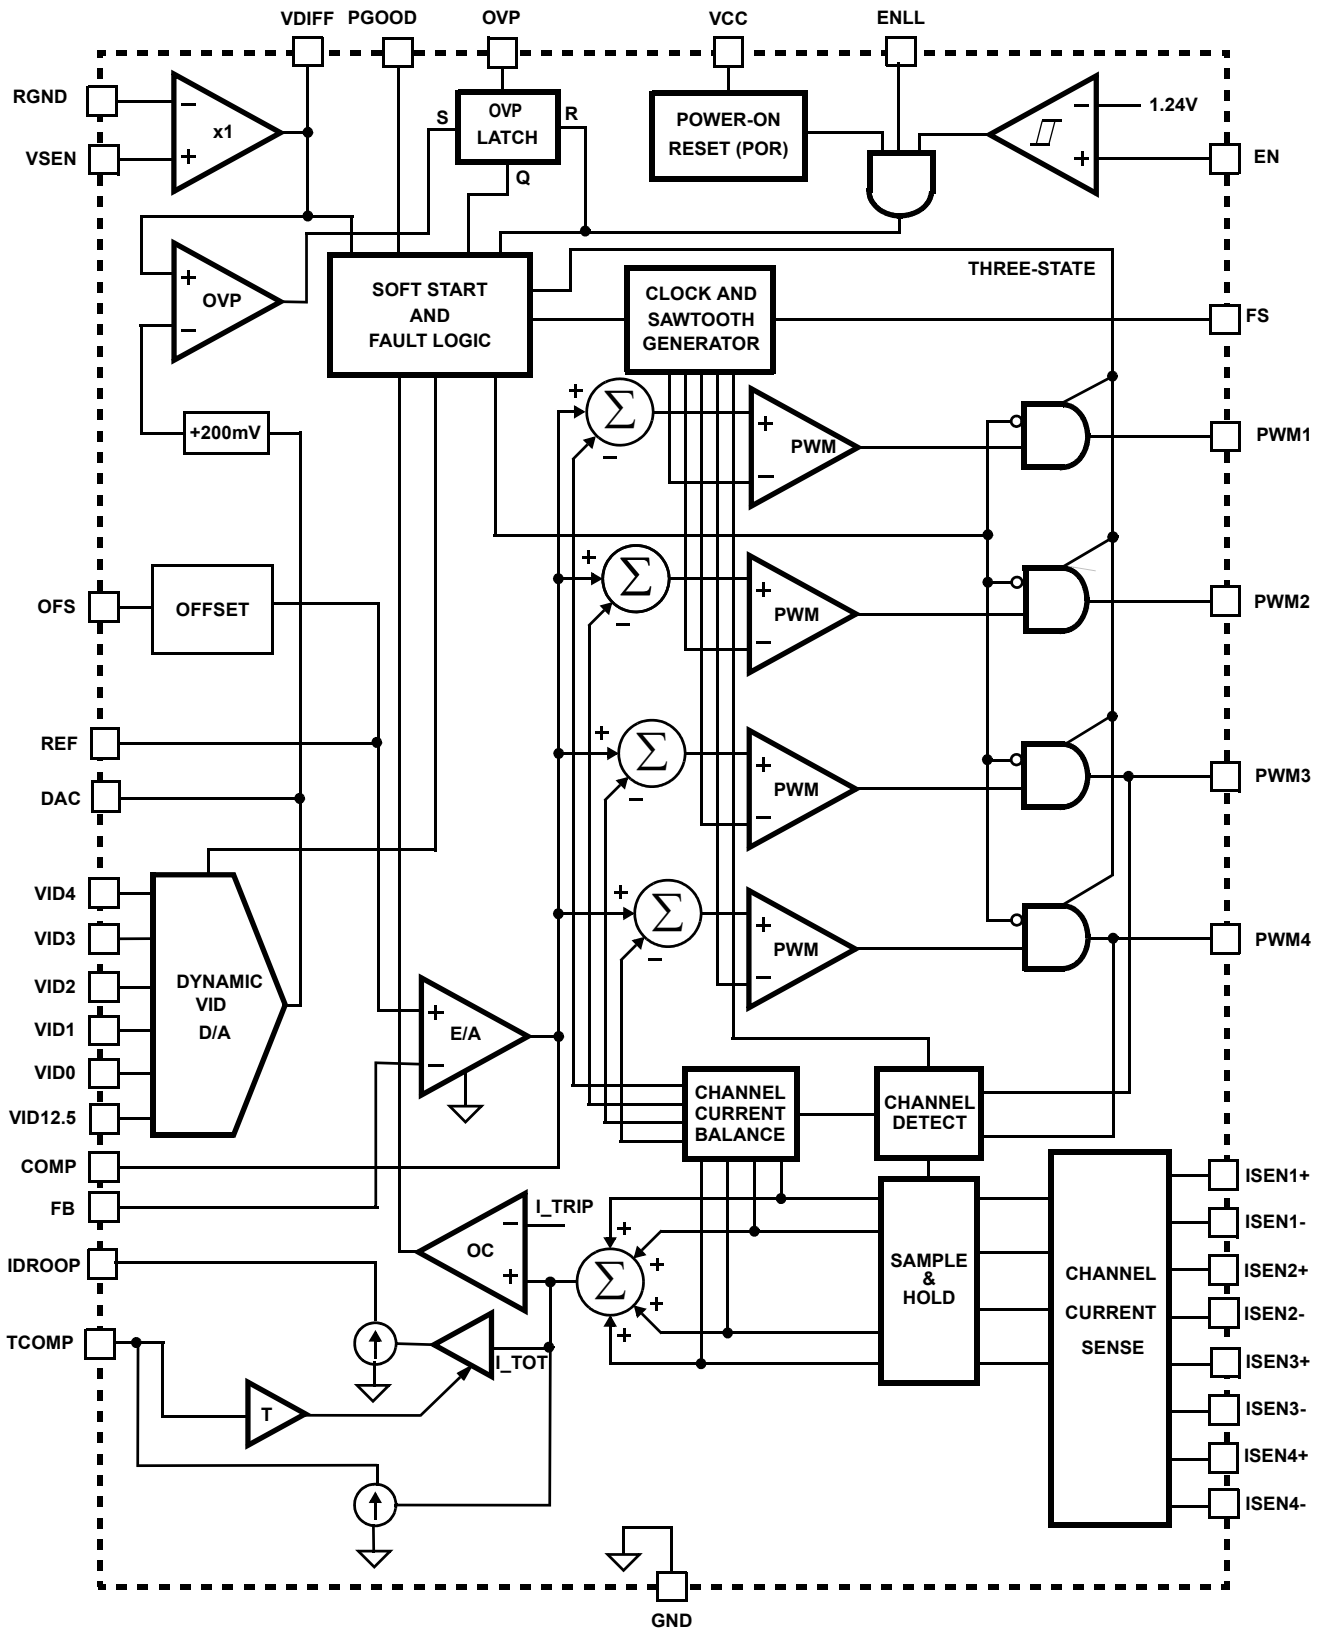 VDIFF PGOOD OVP VCC ENLL
RGND
VSEN
−
x1
+
S
OVP
LATCH
R
Q
POWER-ON
RESET (POR)
−
1.24V
+
EN
+
OVP
−
SOFT START
AND
FAULT LOGIC
CLOCK AND
SAWTOOTH
GENERATOR
THREE-STATE
FS
+200mV
+
Σ
−
+
PWM
−
PWM1
OFS
OFFSET
+
Σ
−
+
PWM
−
PWM2
REF
DAC
+
Σ
−
+
PWM
−
PWM3
VID4
VID3
VID2
VID1
VID0
VID12.5
DYNAMIC
VID
D/A
+
Σ
−
+
PWM
−
PWM4
+
E/A
−
CHANNEL
CURRENT
BALANCE
CHANNEL
DETECT
COMP
FB
IDROOP
TCOMP
I_TRIP
−
OC
+
+
+
Σ
+
+
I_TOT
T
SAMPLE
&
HOLD
CHANNEL
CURRENT
SENSE
ISEN1+
ISEN1-
ISEN2+
ISEN2-
ISEN3+
ISEN3-
ISEN4+
ISEN4-
GND